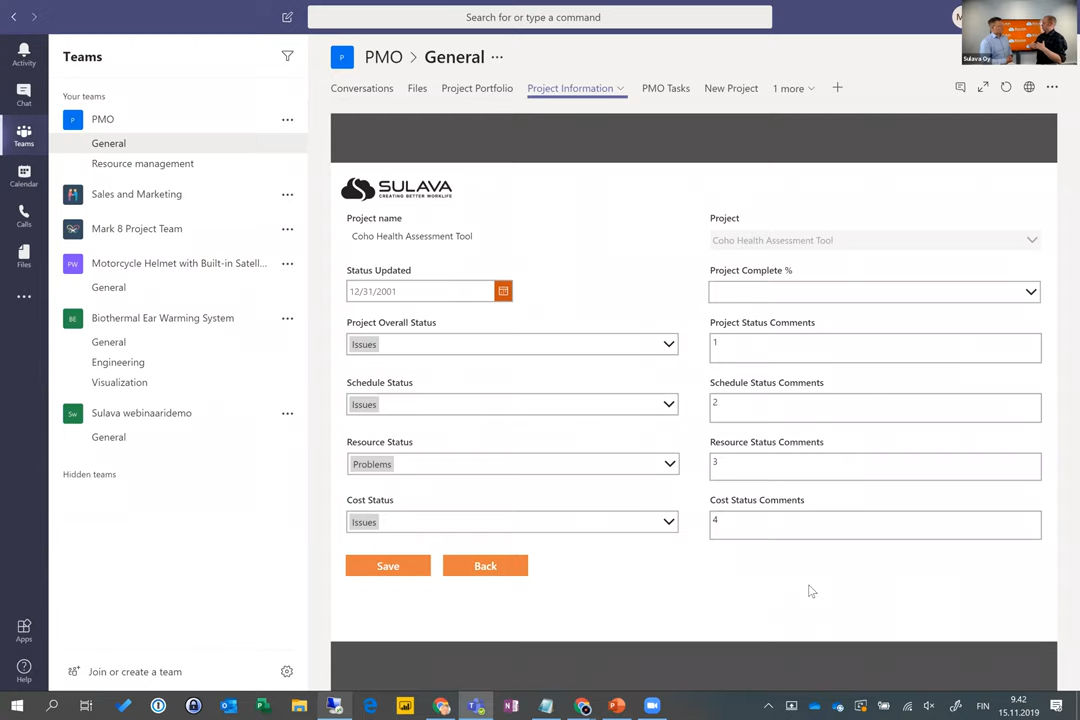 Search for or type a command
M
Sulava Oy
Activity
Chat
Teams
Calendar
Calls
Files
Apps
Help
Teams
Your teams
P
PMO
General
Resource management
Sales and Marketing
Mark 8 Project Team
PW
Motorcycle Helmet with Built-in Satell...
General
BE
Biothermal Ear Warming System
General
Engineering
Visualization
Sw
Sulava webinaaridemo
General
Hidden teams
Join or create a team
P
PMO > General
Conversations Files Project Portfolio Project Information PMO Tasks New Project 1 more
SULAVA
CREATING BETTER WORKLIFE
Project name
Coho Health Assessment Tool
Project
Coho Health Assessment Tool
Status Updated
12/31/2001
Project Complete %
Project Overall Status
Issues
Project Status Comments
1
Schedule Status
Issues
Schedule Status Comments
2
Resource Status
Problems
Resource Status Comments
3
Cost Status
Issues
Cost Status Comments
4
Save Back
FIN
9.42
15.11.2019